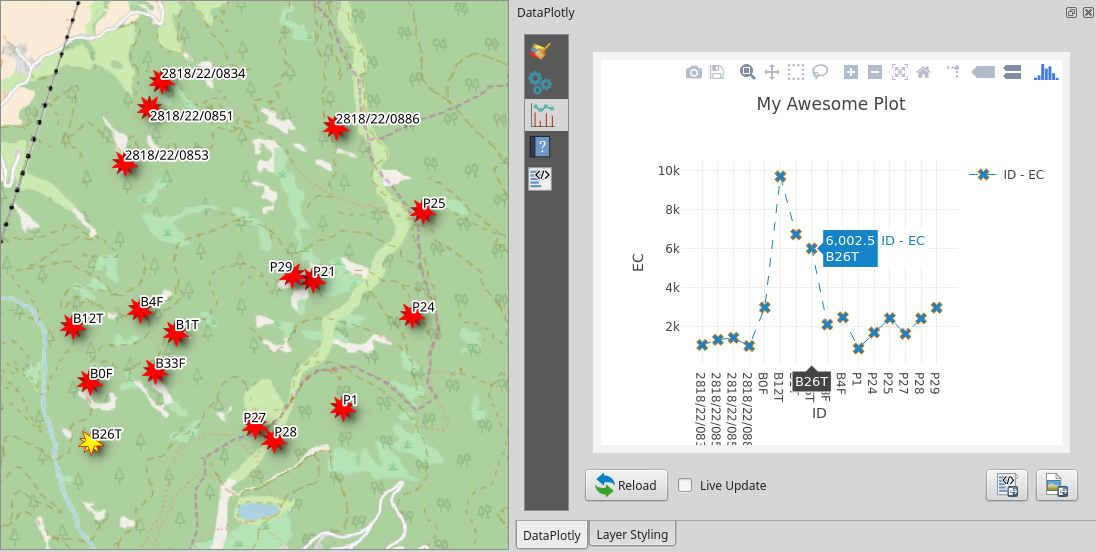 2818/22/0834
2818/22/0851
2818/22/0886
2818/22/0853
P25
P29
P21
B4F
P24
B12T
B1T
B33F
B0F
P1
P27
P28
B26T
DataPlotly
?
</>
My Awesome Plot
10k
8k
6k
4k
2k
EC
ID - EC
6,002.5
ID - EC
B26T
2818/22/083
2818/22/085
2818/22/085
2818/22/088
B0F
B12T
B26T
B4F
P1
P24
P25
P27
P28
P29
ID
Reload
Live Update
</>
DataPlotly
Layer Styling